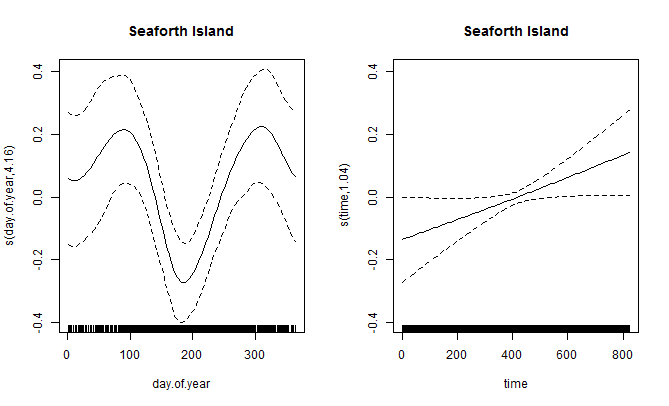 Seaforth Island
s(day.of.year,4.16)
0.4
0.2
0.0
-0.2
-0.4
0 100 200 300
day.of.year
Seaforth Island
s(time,1.04)
0.4
0.2
0.0
-0.2
-0.4
0 200 400 600 800
time